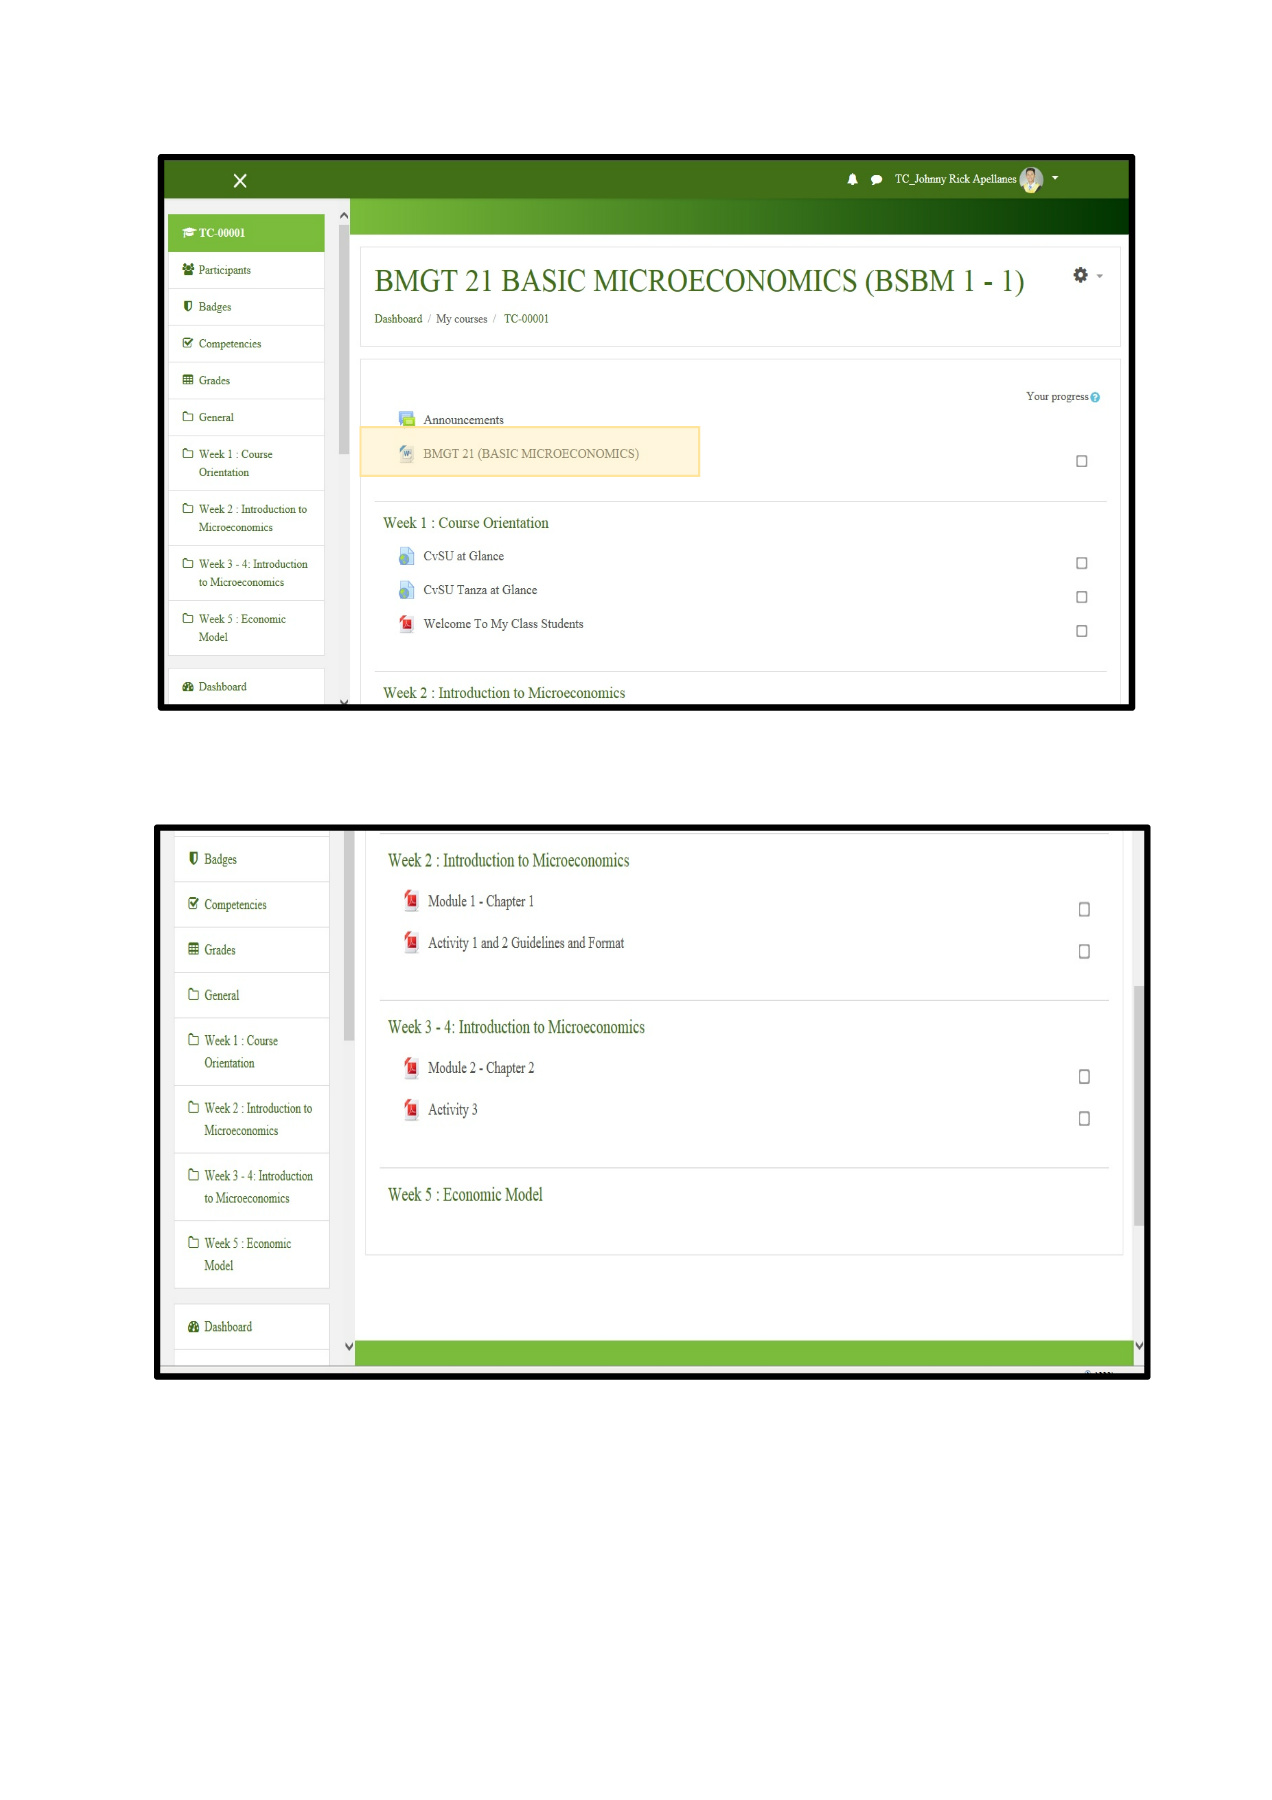 TC_Johnny Rick Apellanes
TC-00001
Participants
Badges
Competencies
Grades
General
Week 1 : Course
Orientation
Week 2 : Introduction to
Microeconomics
Week 3 - 4: Introduction
to Microeconomics
Week 5 : Economic
Model
Dashboard
BMGT 21 BASIC MICROECONOMICS (BSBM 1 - 1)
Dashboard / My courses / TC-00001
Your progress
Announcements
BMGT 21 (BASIC MICROECONOMICS)
Week 1 : Course Orientation
CvSU at Glance
CvSU Tanza at Glance
Welcome To My Class Students
Week 2 : Introduction to Microeconomics
Badges
Competencies
Grades
General
Week 1 : Course
Orientation
Week 2 : Introduction to
Microeconomics
Week 3 - 4: Introduction
to Microeconomics
Week 5 : Economic
Model
Dashboard
Week 2 : Introduction to Microeconomics
Module 1 - Chapter 1
Activity 1 and 2 Guidelines and Format
Week 3 - 4: Introduction to Microeconomics
Module 2 - Chapter 2
Activity 3
Week 5 : Economic Model